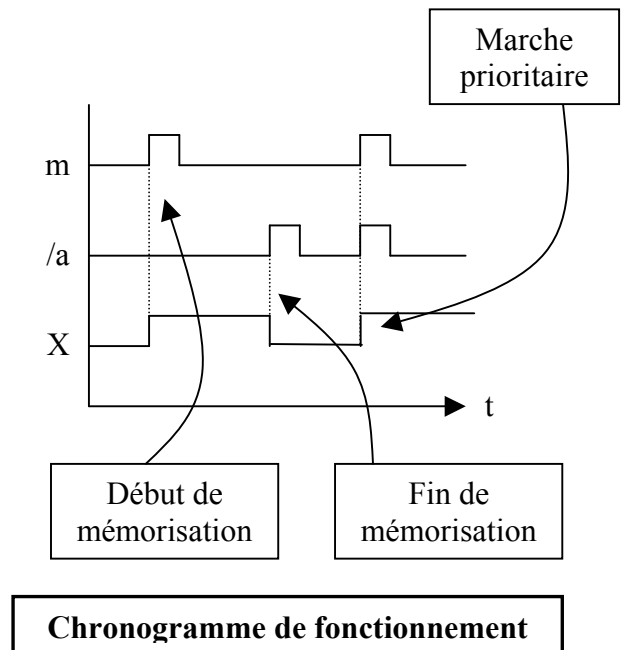 Marche
prioritaire
m
/a
X
t
Début de
mémorisation
Fin de
mémorisation
Chronogramme de fonctionnement